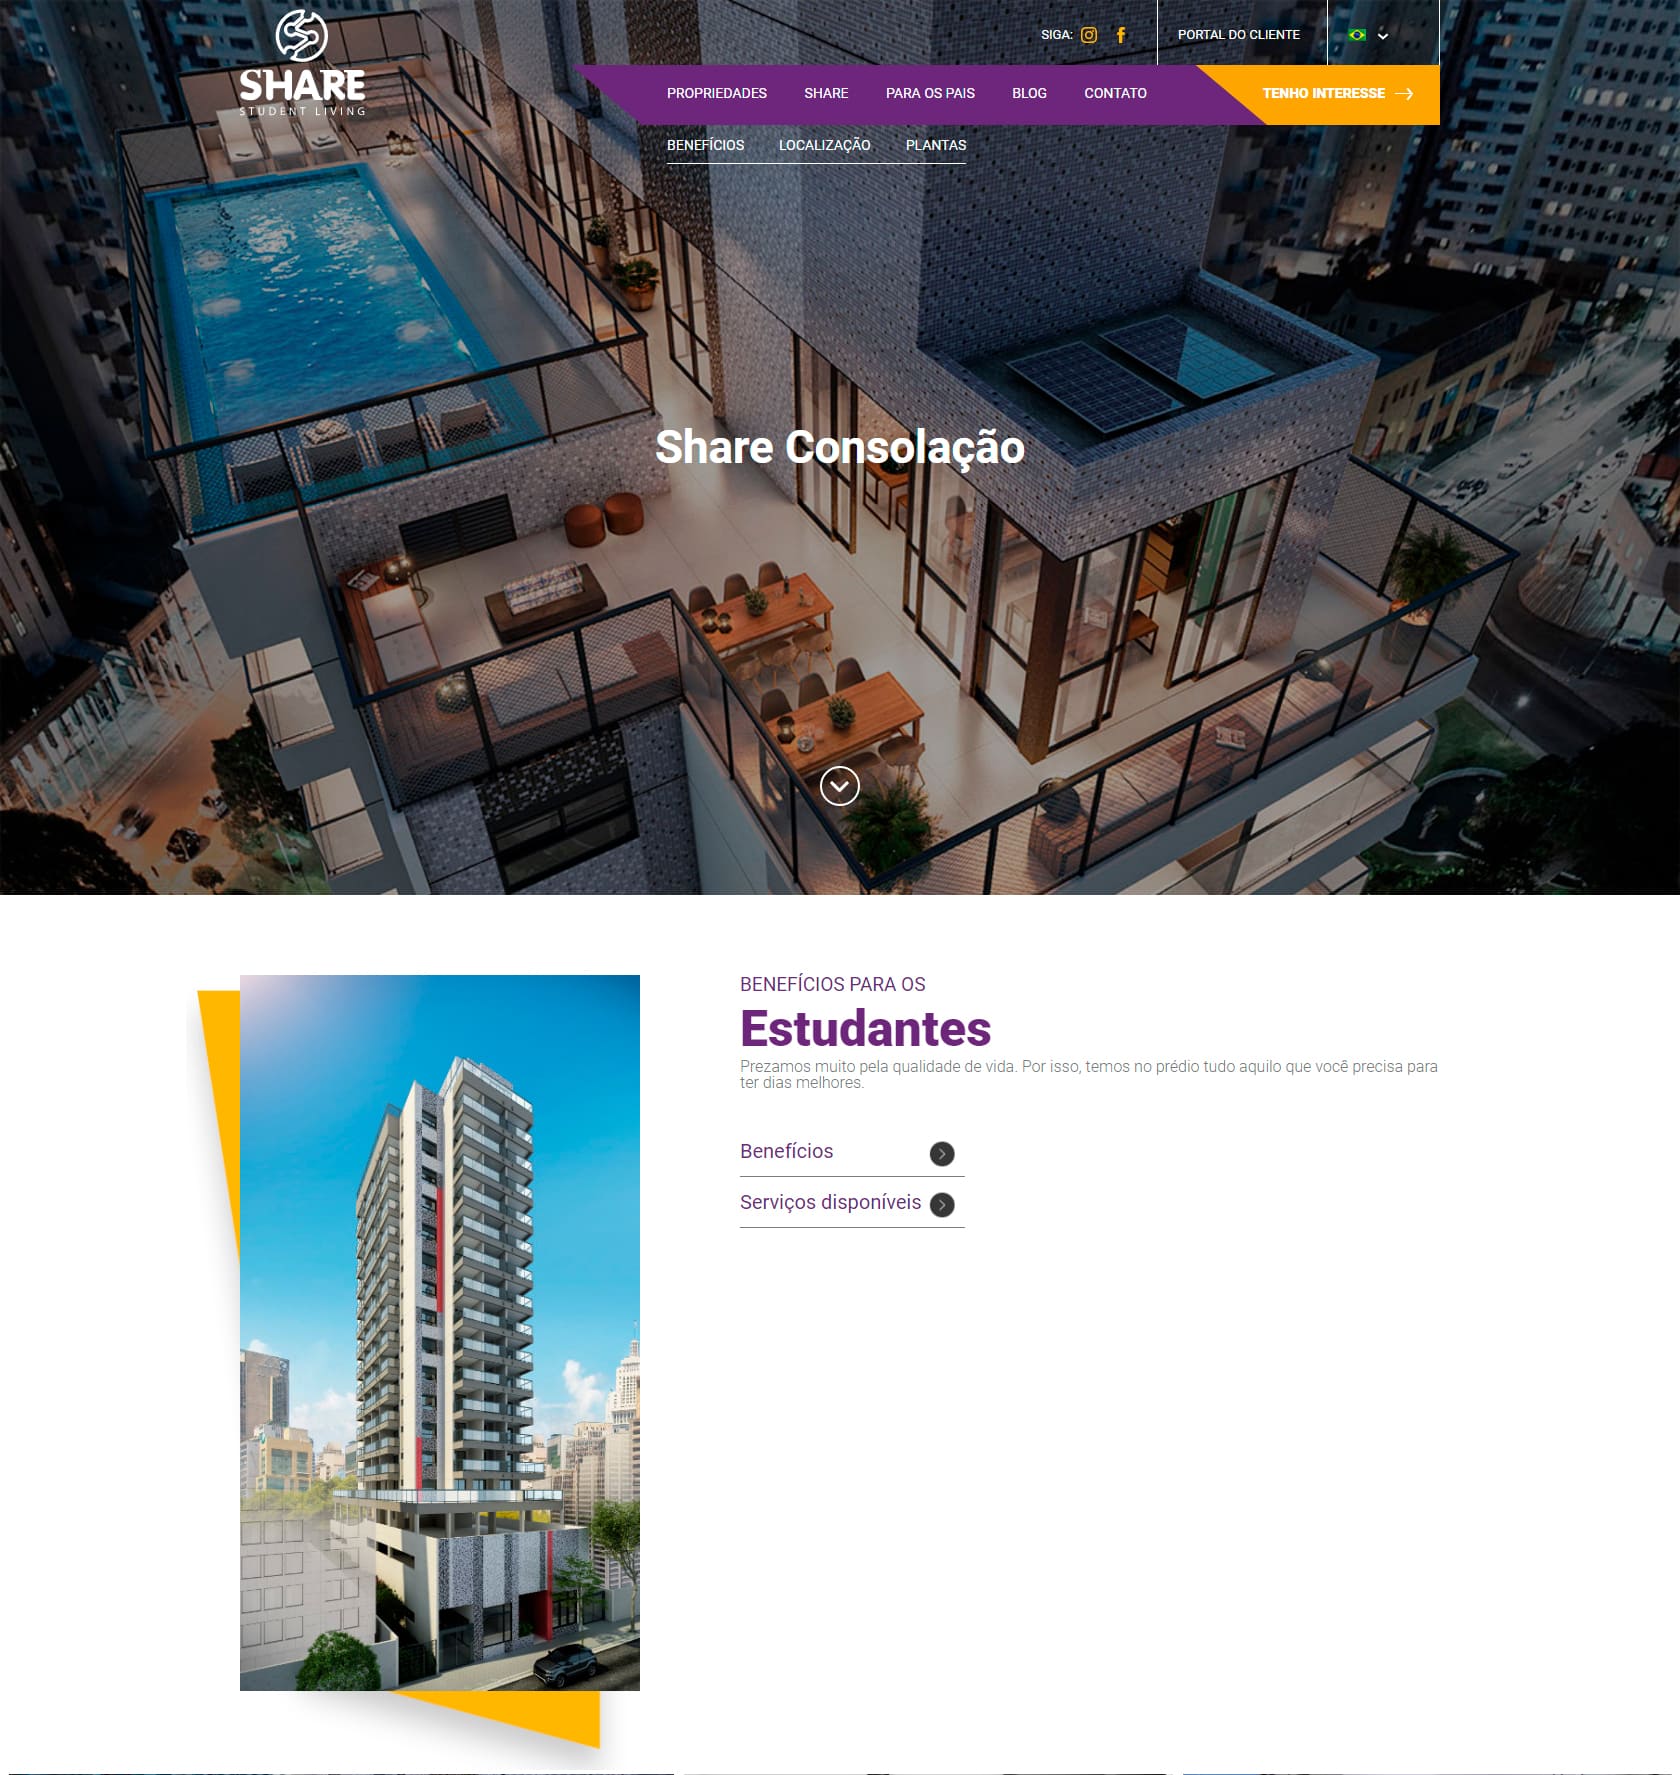 SHARE
STUDENT LIVING
SIGA:
PORTAL DO CLIENTE
PROPRIEDADES SHARE PARA OS PAIS BLOG CONTATO
TENHO INTERESSE
BENEFÍCIOS LOCALIZAÇÃO PLANTAS
Share Consolação
BENEFÍCIOS PARA OS
Estudantes
Prezamos muito pela qualidade de vida. Por isso, temos no prédio tudo aquilo que você precisa para
ter dias melhores.
Benefícios
Serviços disponíveis